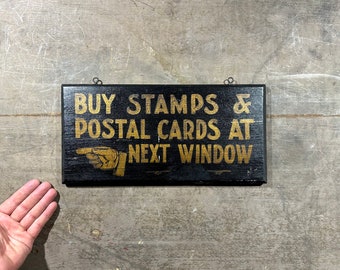 BUY STAMPS &
POSTAL CARDS AT
NEXT WINDOW